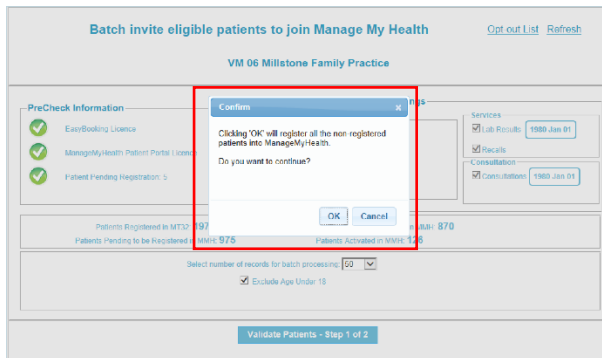 Batch invite eligible patients to join Manage My Health
Opt-out List Refresh
VM 06 Millstone Family Practice
PreCheck Information
EasyBooking Licence
ManageMyHealth Patient Portal Licence
Patient Pending Registration: 5
Confirm x
Clicking 'OK' will register all the non-registered
patients into ManageMyHealth.
Do you want to continue?
OK Cancel
ngs
Services
Lab Results 1980 Jan 01
Recalls
Consultation
Consultations 1980 Jan 01
Patients Registered in MT32: 197
MMH: 870
Patients Pending to be Registered in MMH: 975 Patients Activated in MMH: 126
Select number of records for batch processing: 50
Exclude Age Under 18
Validate Patients - Step 1 of 2